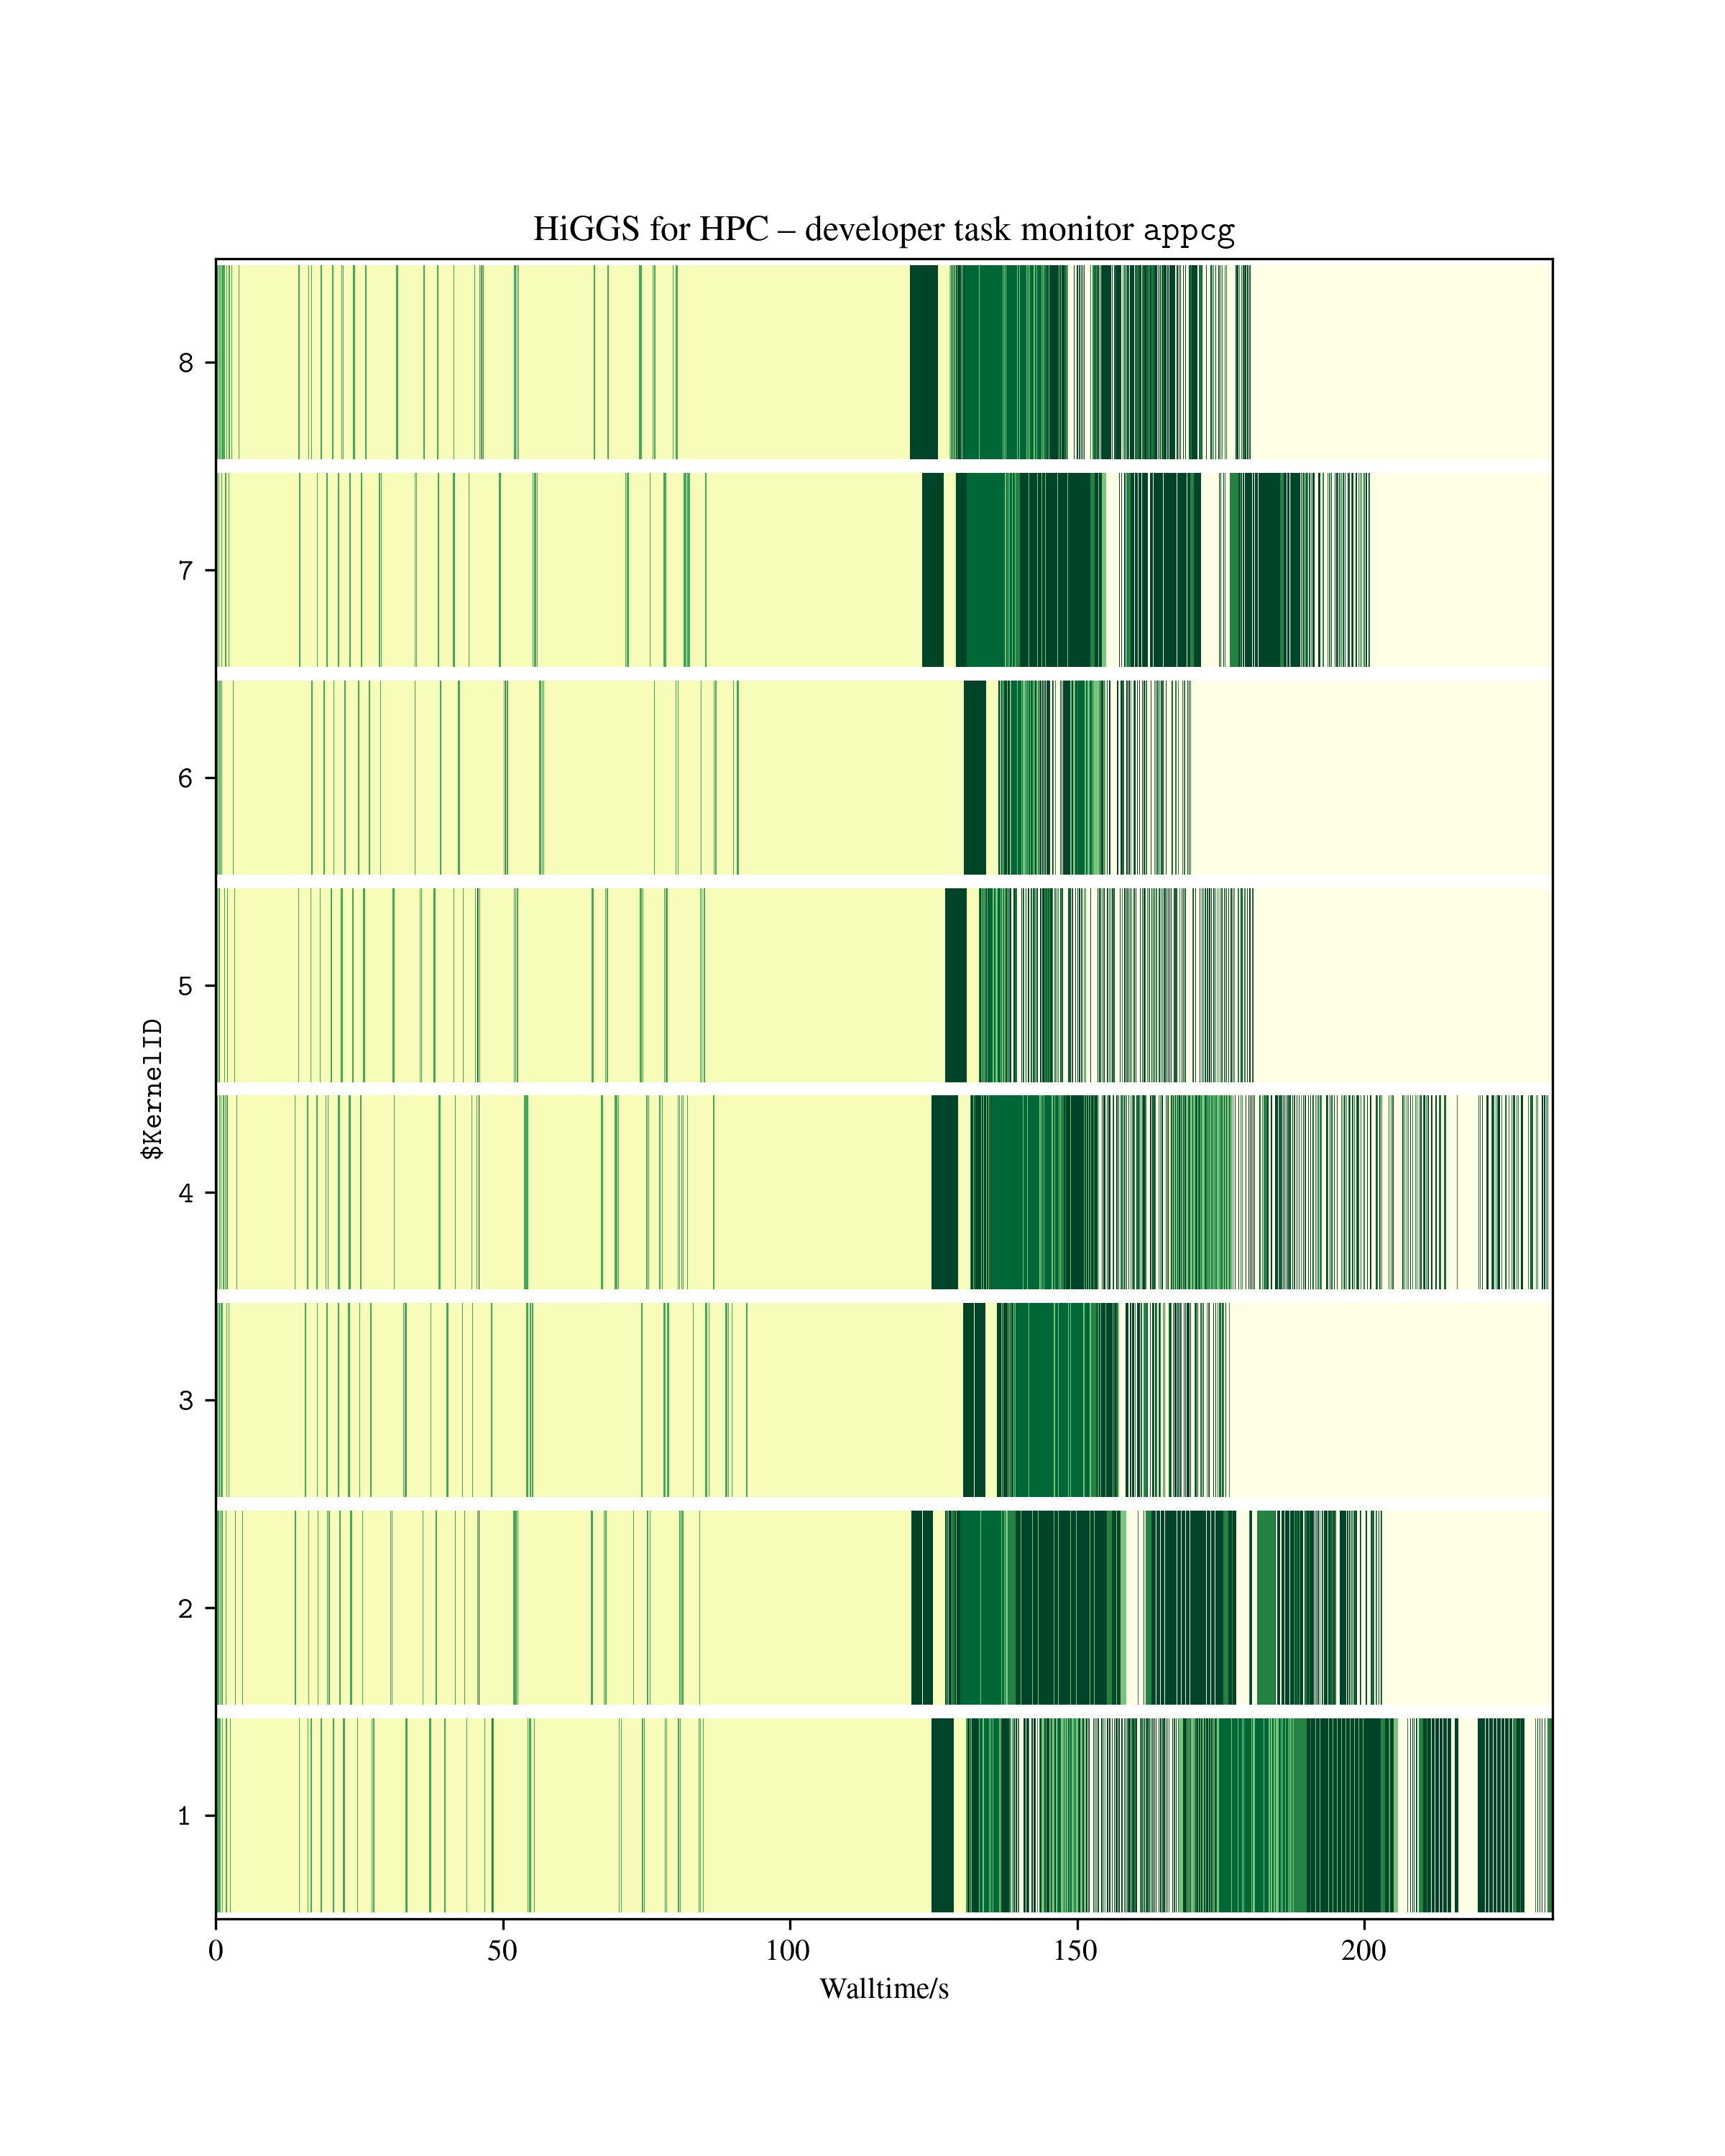 HiGGS for HPC – developer task monitor appcg
8
7
6
5
4
3
2
1
$KernelID
0 50 100 150 200
Walltime/s